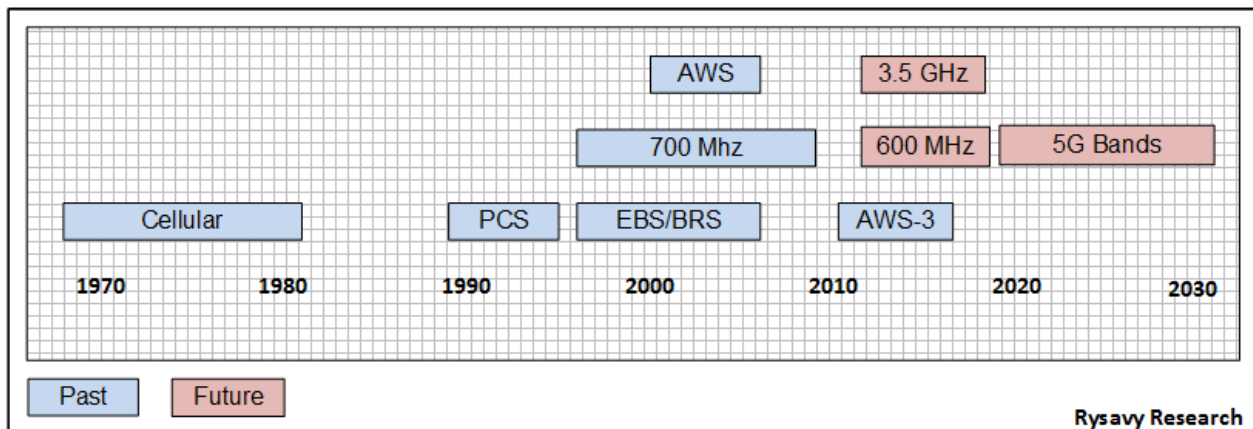 AWS 3.5 GHz
700 Mhz 600 MHz 5G Bands
Cellular PCS EBS/BRS AWS-3
1970 1980 1990 2000 2010 2020 2030
Past Future
Rysavy Research